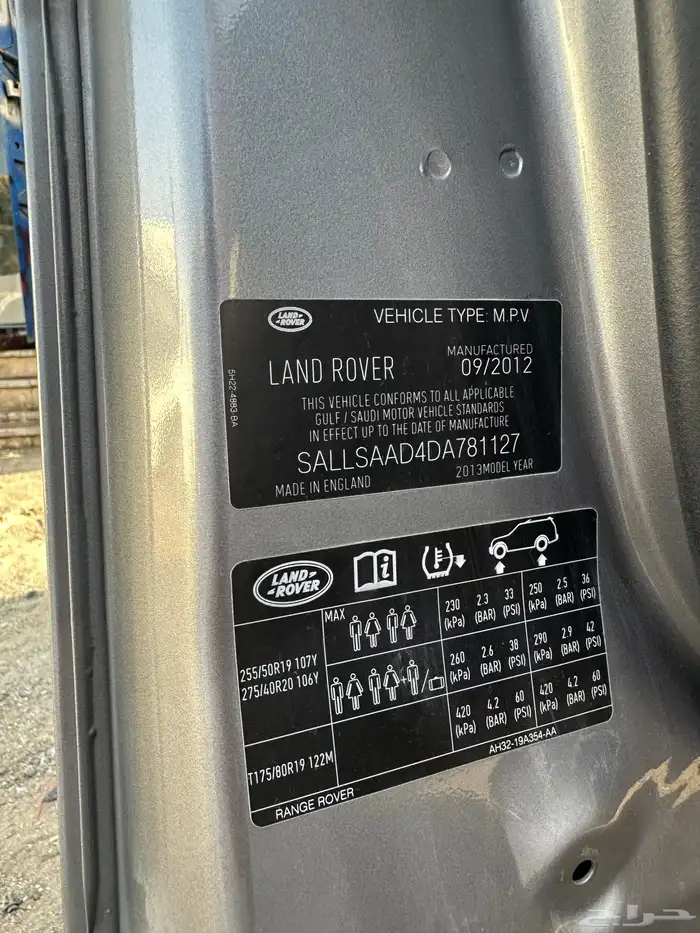 LAND-
-ROVER
VEHICLE TYPE: M.P.V
LAND ROVER
MANUFACTURED
09/2012
5H22-4883 BA
THIS VEHICLE CONFORMS TO ALL APPLICABLE
GULF / SAUDI MOTOR VEHICLE STANDARDS
IN EFFECT UP TO THE DATE OF MANUFACTURE
SALLSAAD4DA781127
MADE IN ENGLAND
2013MODEL YEAR
LAND-
-ROVER
MAX
230 2.3 33 250 2.5 36
(kPa) (BAR) (PSI) (kPa) (BAR) (PSI)
255/50R19 107Y
275/40R20 106Y
260 2.6 38 290 2.9 42
(kPa) (BAR) (PSI) (kPa) (BAR) (PSI)
T175/80R19 122M
420 4.2 60 420 4.2 60
(kPa) (BAR) (PSI) (kPa) (BAR) (PSI)
RANGE ROVER
AH32-19A354-AA
حراج